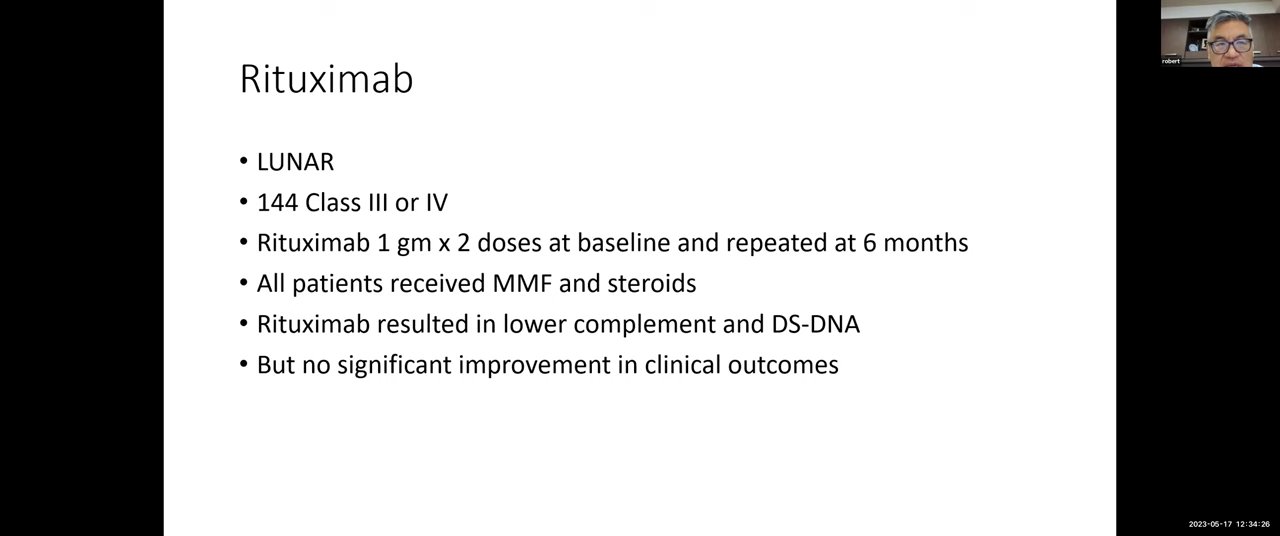 Rituximab
• LUNAR
• 144 Class III or IV
• Rituximab 1 gm x 2 doses at baseline and repeated at 6 months
• All patients received MMF and steroids
• Rituximab resulted in lower complement and DS-DNA
• But no significant improvement in clinical outcomes
robert
2023-05-17 12:34:26